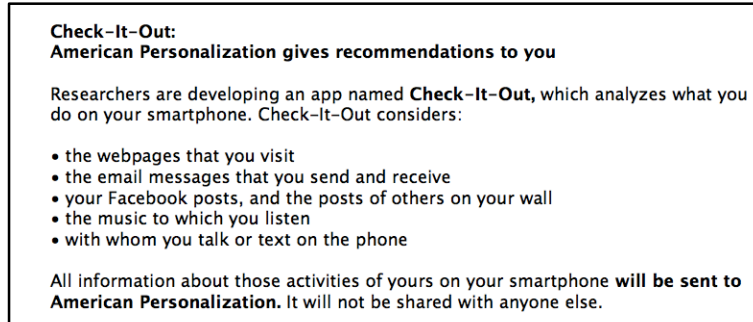 Check-It-Out:
American Personalization gives recommendations to you
Researchers are developing an app named Check-It-Out, which analyzes what you
do on your smartphone. Check-It-Out considers:
• the webpages that you visit
• the email messages that you send and receive
• your Facebook posts, and the posts of others on your wall
• the music to which you listen
• with whom you talk or text on the phone
All information about those activities of yours on your smartphone will be sent to
American Personalization. It will not be shared with anyone else.